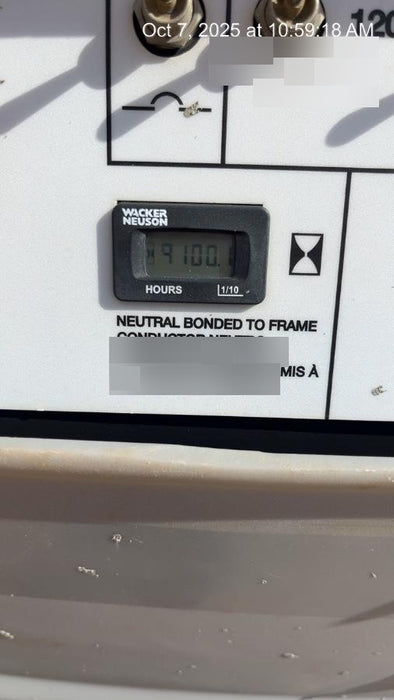 Oct 7, 2025 at 10:59:18 AM
120
WACKER
NEUSON
9100.1
HOURS 1/10
NEUTRAL BONDED TO FRAME
MIS À